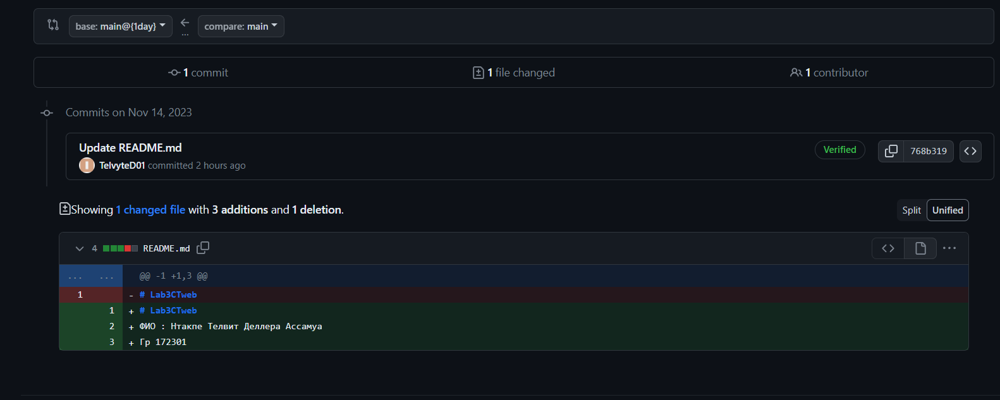 base: main@{1day}
...
compare: main
1 commit
1 file changed
1 contributor
Commits on Nov 14, 2023
Update README.md
Verified
768b319
TelvyteD01 committed 2 hours ago
Showing 1 changed file with 3 additions and 1 deletion.
Split
Unified
4 README.md
... ... @@ -1 +1,3 @@
1 - # Lab3CTweb
1 + # Lab3CTweb
2 + ФИО : Нтакпе Телвит Деллера Ассамуа
3 + Гр 172301